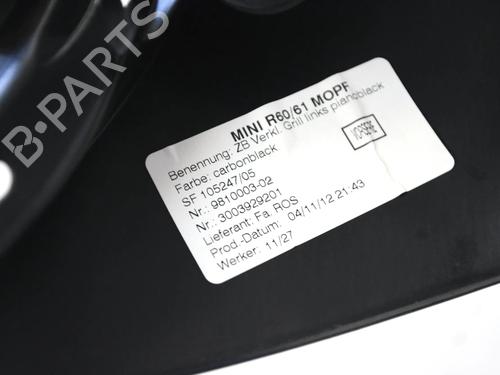 B-PARTS
MINI R60/61 MOPF
Benennung: ZB Verkl. Grill links pianoblack
Farbe: carbonblack
SF 105247/05
Nr.: 9810003-02
Nr.: 3003929201
Lieferant: Fa. ROS
Prod.-Datum: 04/11/12 21:43
Werker: 11/27